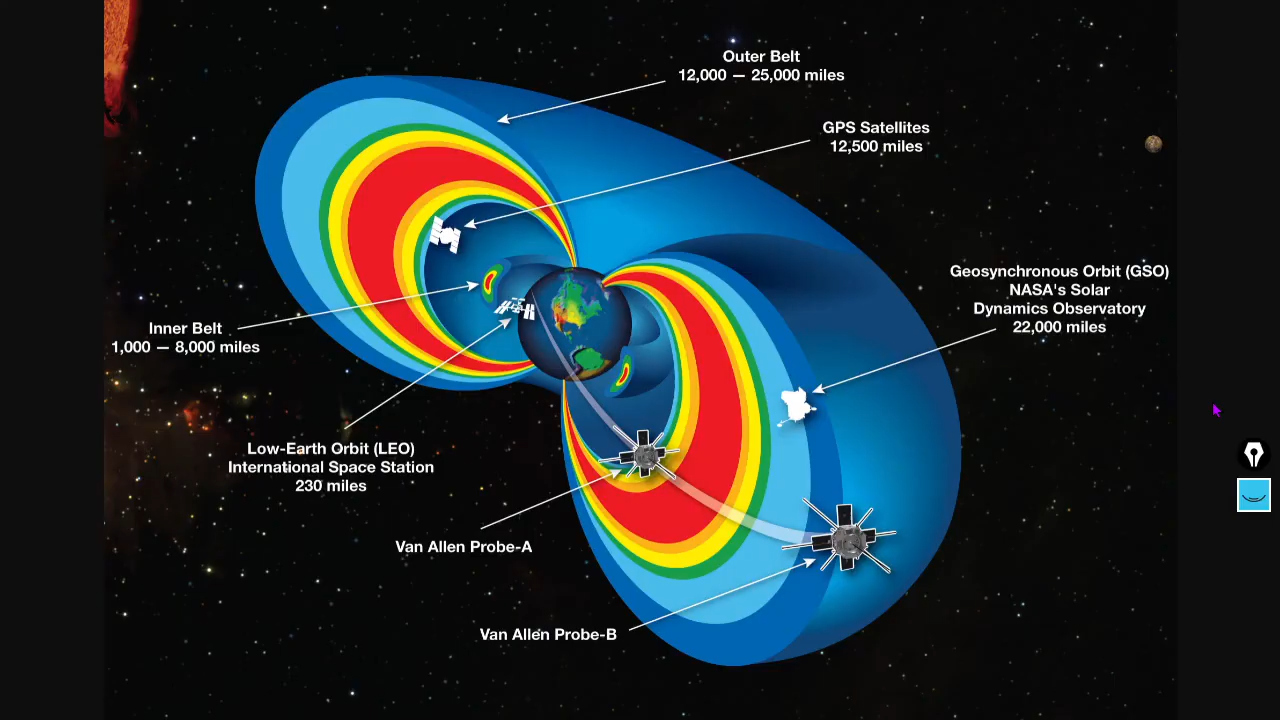 Outer Belt
12,000 — 25,000 miles
GPS Satellites
12,500 miles
Geosynchronous Orbit (GSO)
NASA's Solar
Dynamics Observatory
22,000 miles
Inner Belt
1,000 — 8,000 miles
Low-Earth Orbit (LEO)
International Space Station
230 miles
Van Allen Probe-A
Van Allen Probe-B